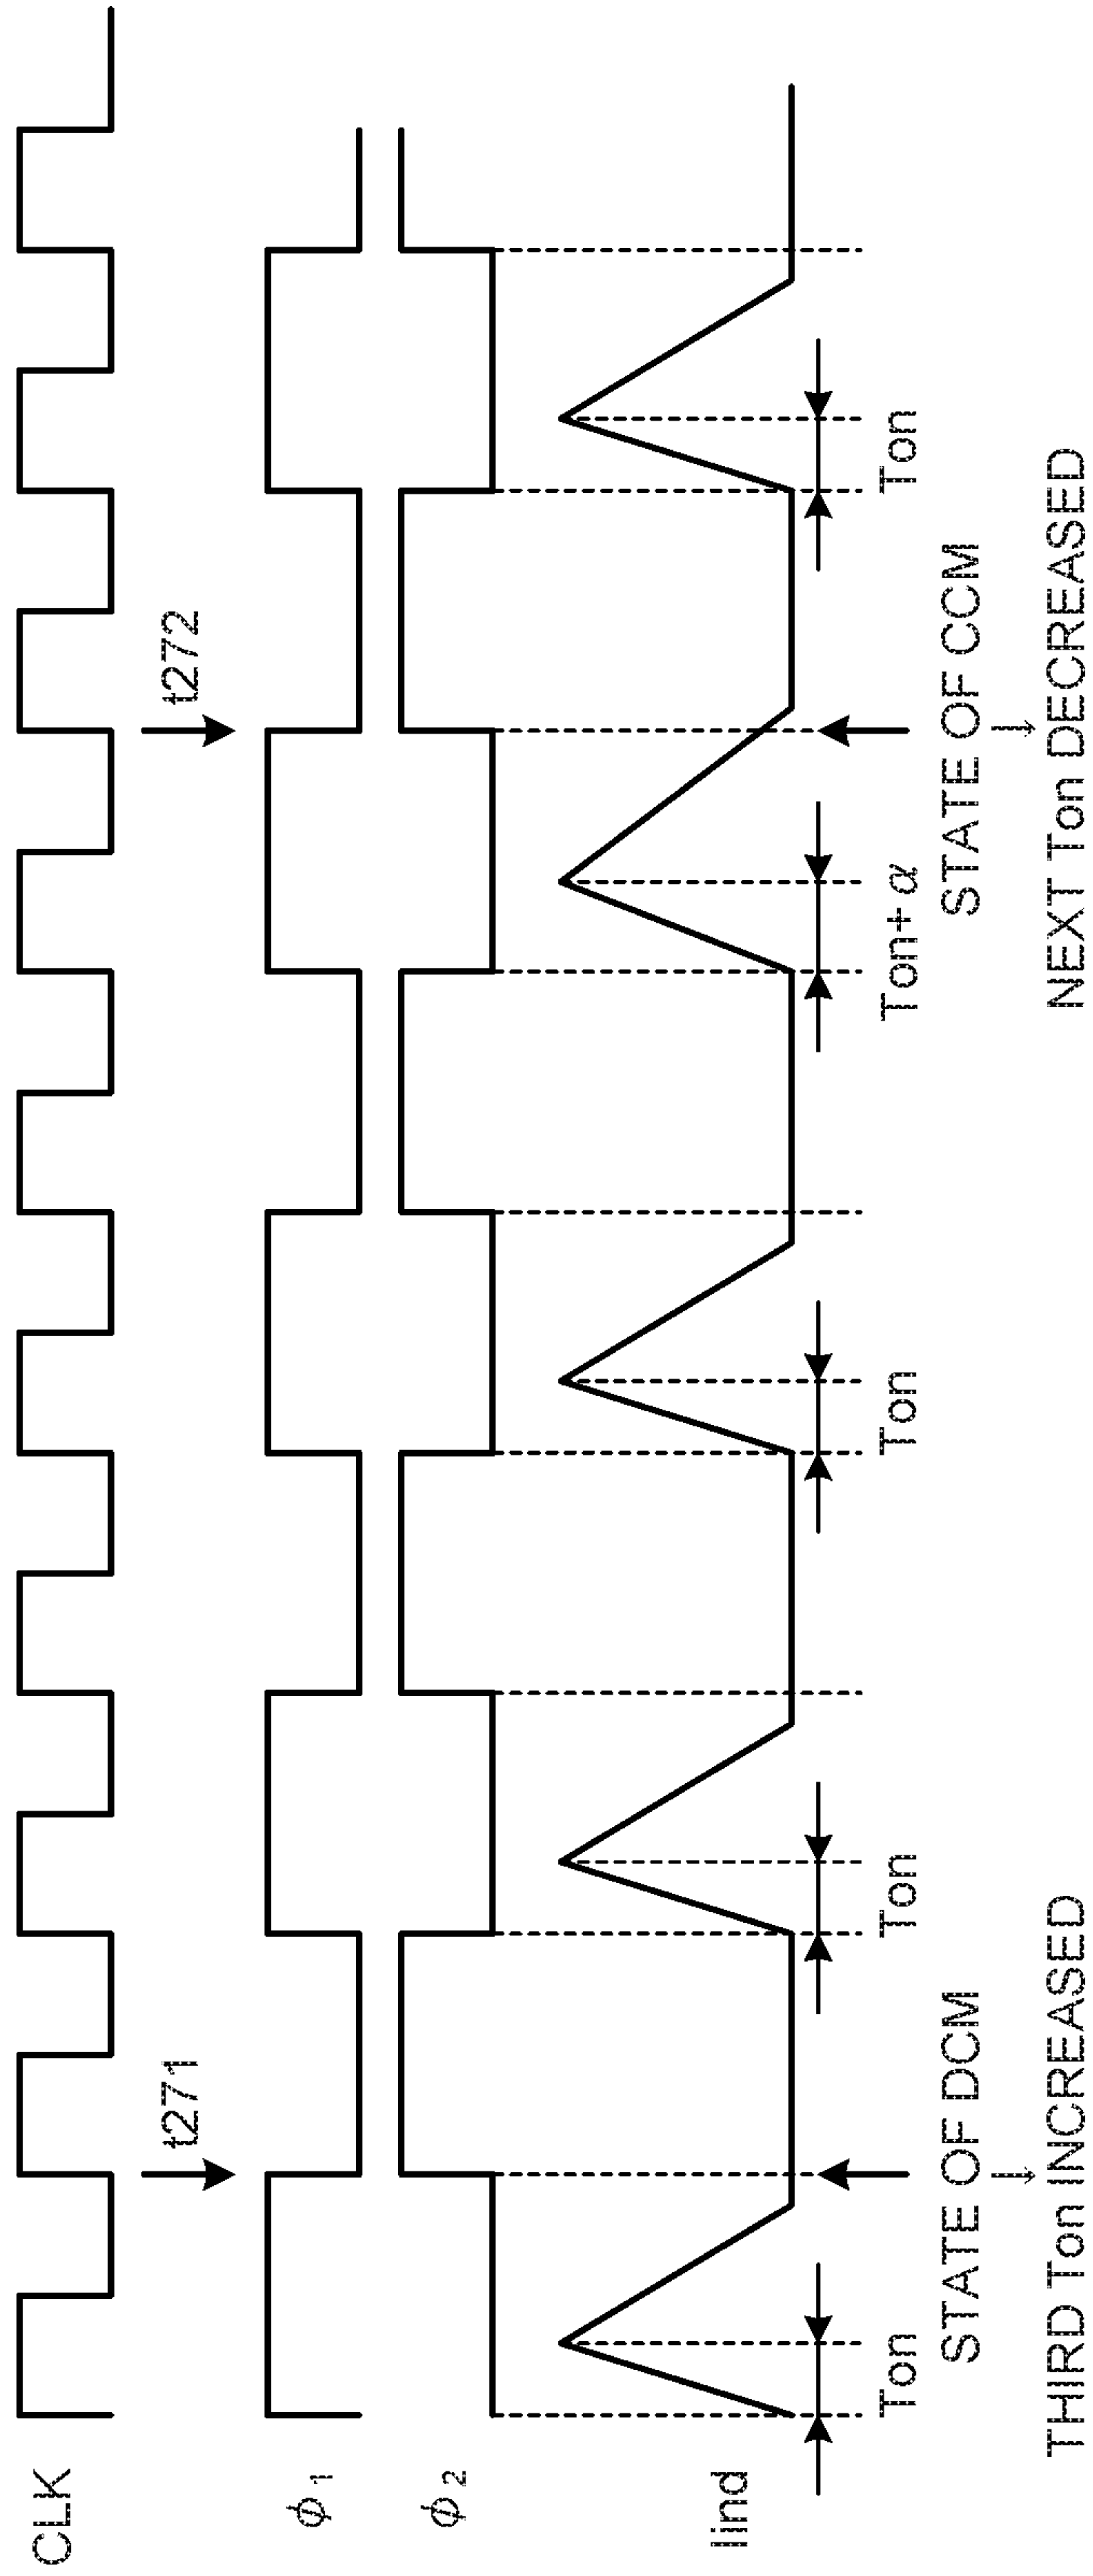 CLK
t271
t272
ϕ1
ϕ2
Iind
Ton
Ton
Ton
Ton+α
Ton
STATE OF DCM
↓
THIRD Ton INCREASED
STATE OF CCM
↓
NEXT Ton DECREASED